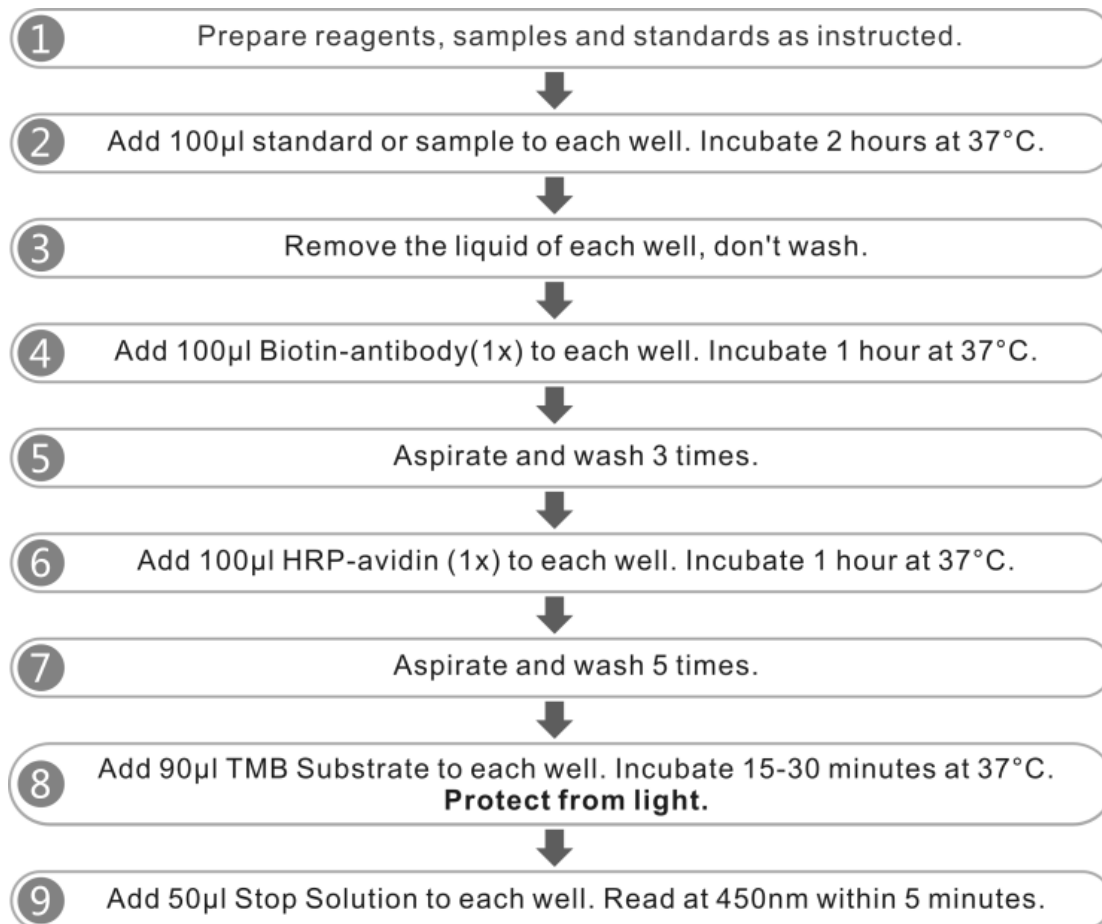 1 Prepare reagents, samples and standards as instructed.
2 Add 100µl standard or sample to each well. Incubate 2 hours at 37°C.
3 Remove the liquid of each well, don't wash.
4 Add 100µl Biotin-antibody(1x) to each well. Incubate 1 hour at 37°C.
5 Aspirate and wash 3 times.
6 Add 100µl HRP-avidin (1x) to each well. Incubate 1 hour at 37°C.
7 Aspirate and wash 5 times.
8 Add 90µl TMB Substrate to each well. Incubate 15-30 minutes at 37°C.
Protect from light.
9 Add 50µl Stop Solution to each well. Read at 450nm within 5 minutes.